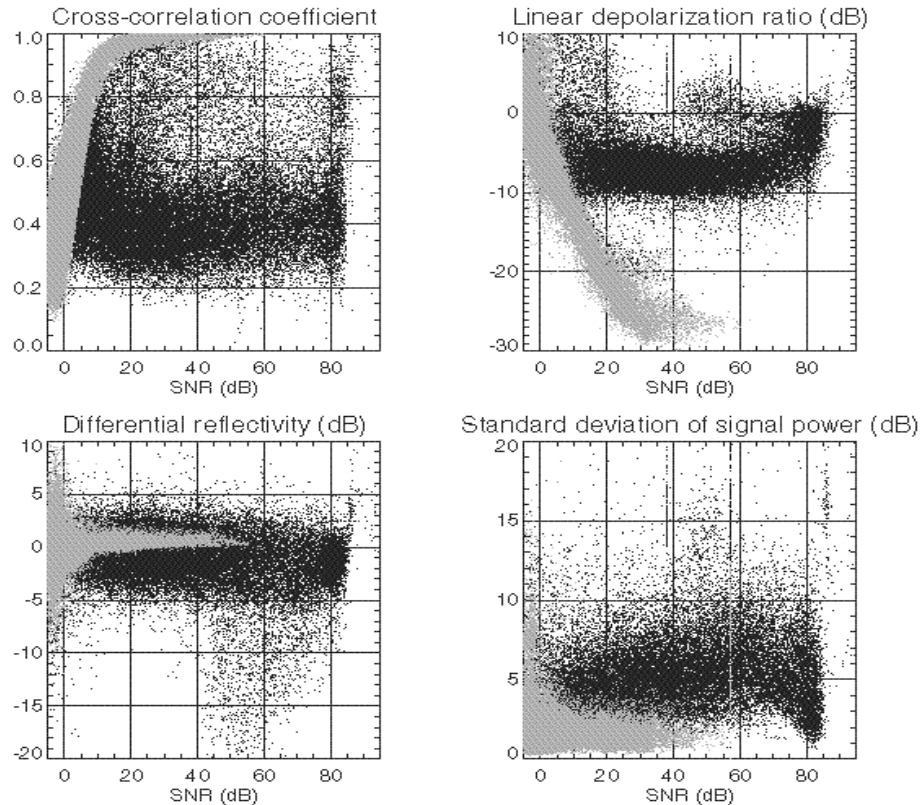 Cross-correlation coefficient
1.0
0.8
0.6
0.4
0.2
0.0
0 20 40 60 80
SNR (dB)
Linear depolarization ratio (dB)
10
0
-10
-20
-30
0 20 40 60 80
SNR (dB)
Differential reflectivity (dB)
10
5
0
-5
-10
-15
-20
0 20 40 60 80
SNR (dB)
Standard deviation of signal power (dB)
20
15
10
5
0
0 20 40 60 80
SNR (dB)